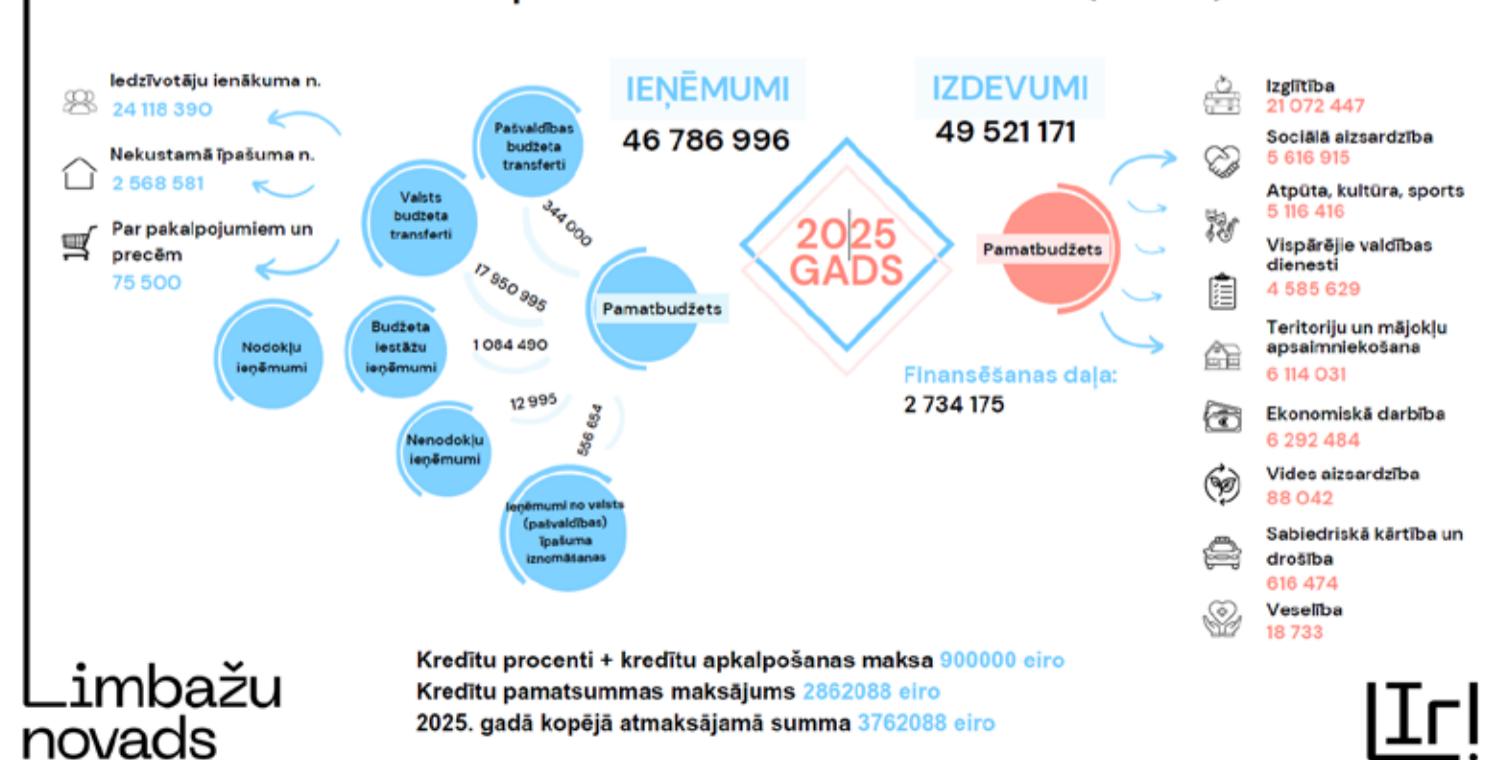 Iedzīvotāju ienākuma n.
24 118 390
Nekustamā īpašuma n.
2 568 581
Par pakalpojumiem un
precēm
75 500
Nodokļu
ieņēmumi
Pašvaldības
budžeta
transferti
344 000
Valsts
budžeta
transferti
17 950 995
Budžeta
iestāžu
ieņēmumi
1 084 490
Nenodokļu
ieņēmumi
12 995
Ieņēmumi no valsts
(pašvaldības)
īpašuma
iznomāšanas
556 654
IEŅĒMUMI
46 786 996
Pamatbudžets
2025
GADS
IZDEVUMI
49 521 171
Pamatbudžets
Finansēšanas daļa:
2 734 175
Izglītība
21 072 447
Sociālā aizsardzība
5 616 915
Atpūta, kultūra, sports
5 116 416
Vispārējie valdības
dienesti
4 585 629
Teritoriju un mājokļu
apsaimniekošana
6 114 031
Ekonomiskā darbība
6 292 484
Vides aizsardzība
88 042
Sabiedriskā kārtība un
drošība
616 474
Veselība
18 733
Kredītu procenti + kredītu apkalpošanas maksa 900000 eiro
Kredītu pamatsummas maksājums 2862088 eiro
2025. gadā kopējā atmaksājamā summa 3762088 eiro
Limbažu
novads
Ir!